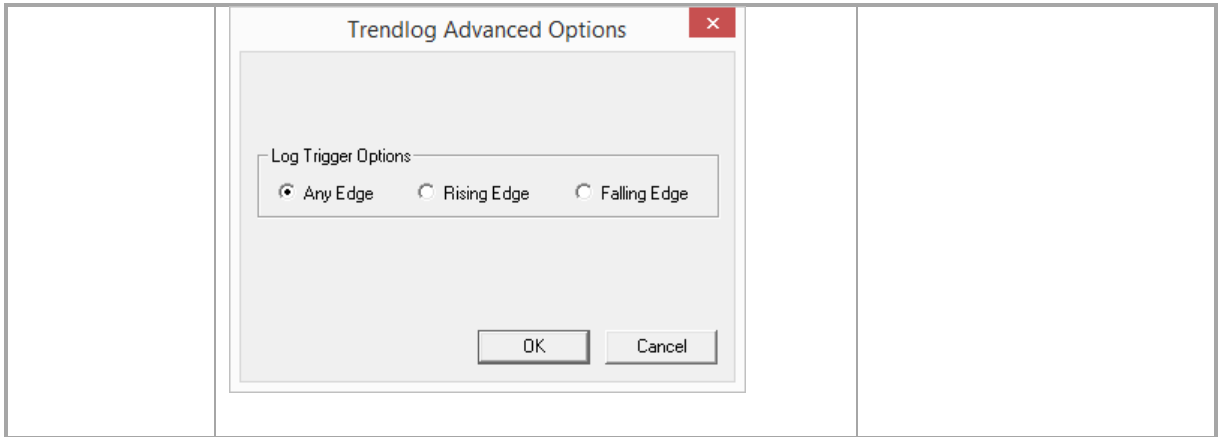 Trendlog Advanced Options
Log Trigger Options
Any Edge Rising Edge Falling Edge
OK Cancel